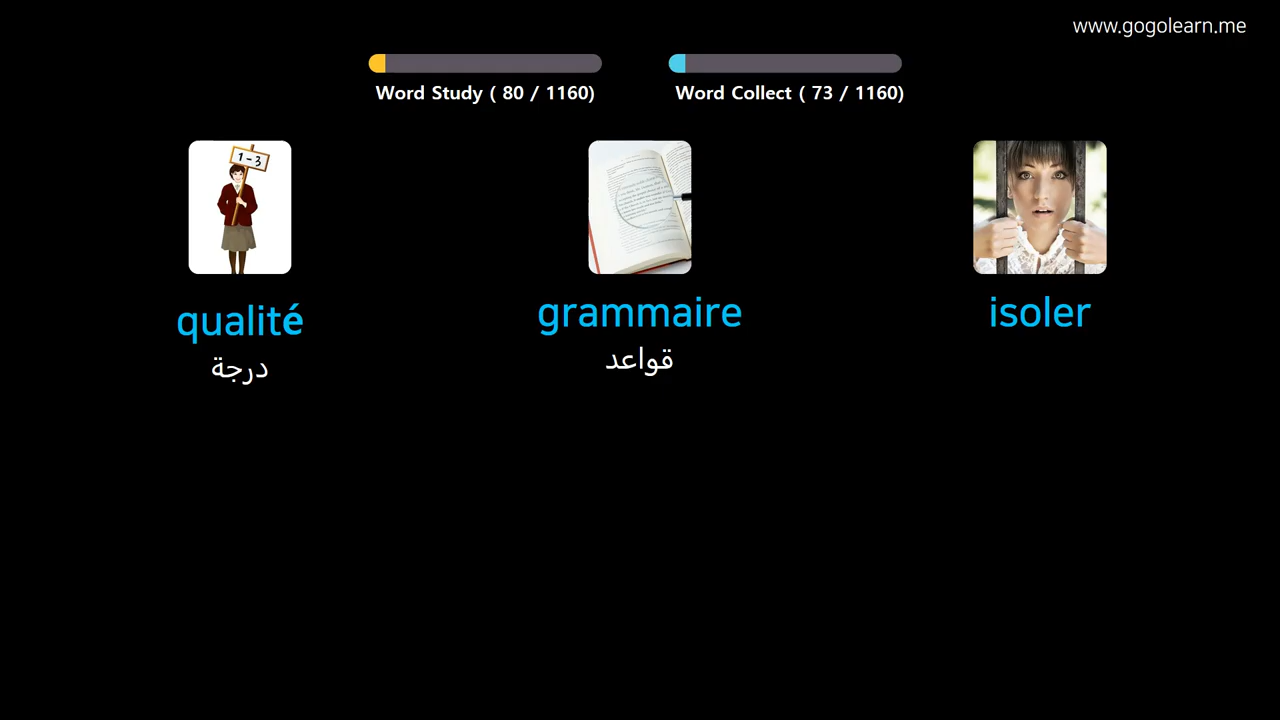 www.gogolearn.me
Word Study ( 80 / 1160)
Word Collect ( 73 / 1160)
1-3
qualité
درجة
grammaire
قواعد
isoler